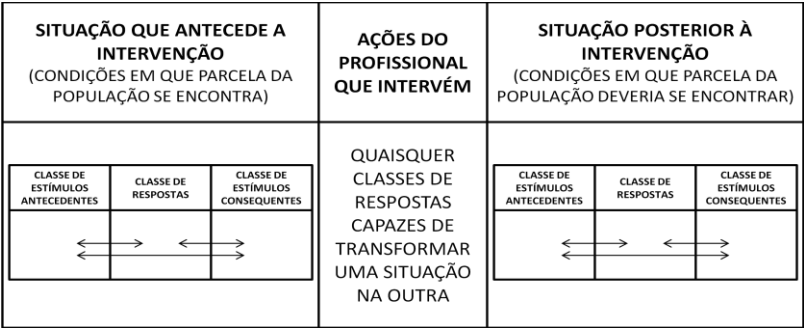 SITUAÇÃO QUE ANTECEDE A
INTERVENÇÃO
(CONDIÇÕES EM QUE PARCELA DA
POPULAÇÃO SE ENCONTRA)
AÇÕES DO
PROFISSIONAL
QUE INTERVÉM
SITUAÇÃO POSTERIOR À
INTERVENÇÃO
(CONDIÇÕES EM QUE PARCELA DA
POPULAÇÃO DEVERIA SE ENCONTRAR)
CLASSE DE
ESTÍMULOS
ANTECEDENTES
CLASSE DE
RESPOSTAS
CLASSE DE
ESTÍMULOS
CONSEQUENTES
QUAISQUER
CLASSES DE
RESPOSTAS
CAPAZES DE
TRANSFORMAR
UMA SITUAÇÃO
NA OUTRA
CLASSE DE
ESTÍMULOS
ANTECEDENTES
CLASSE DE
RESPOSTAS
CLASSE DE
ESTÍMULOS
CONSEQUENTES